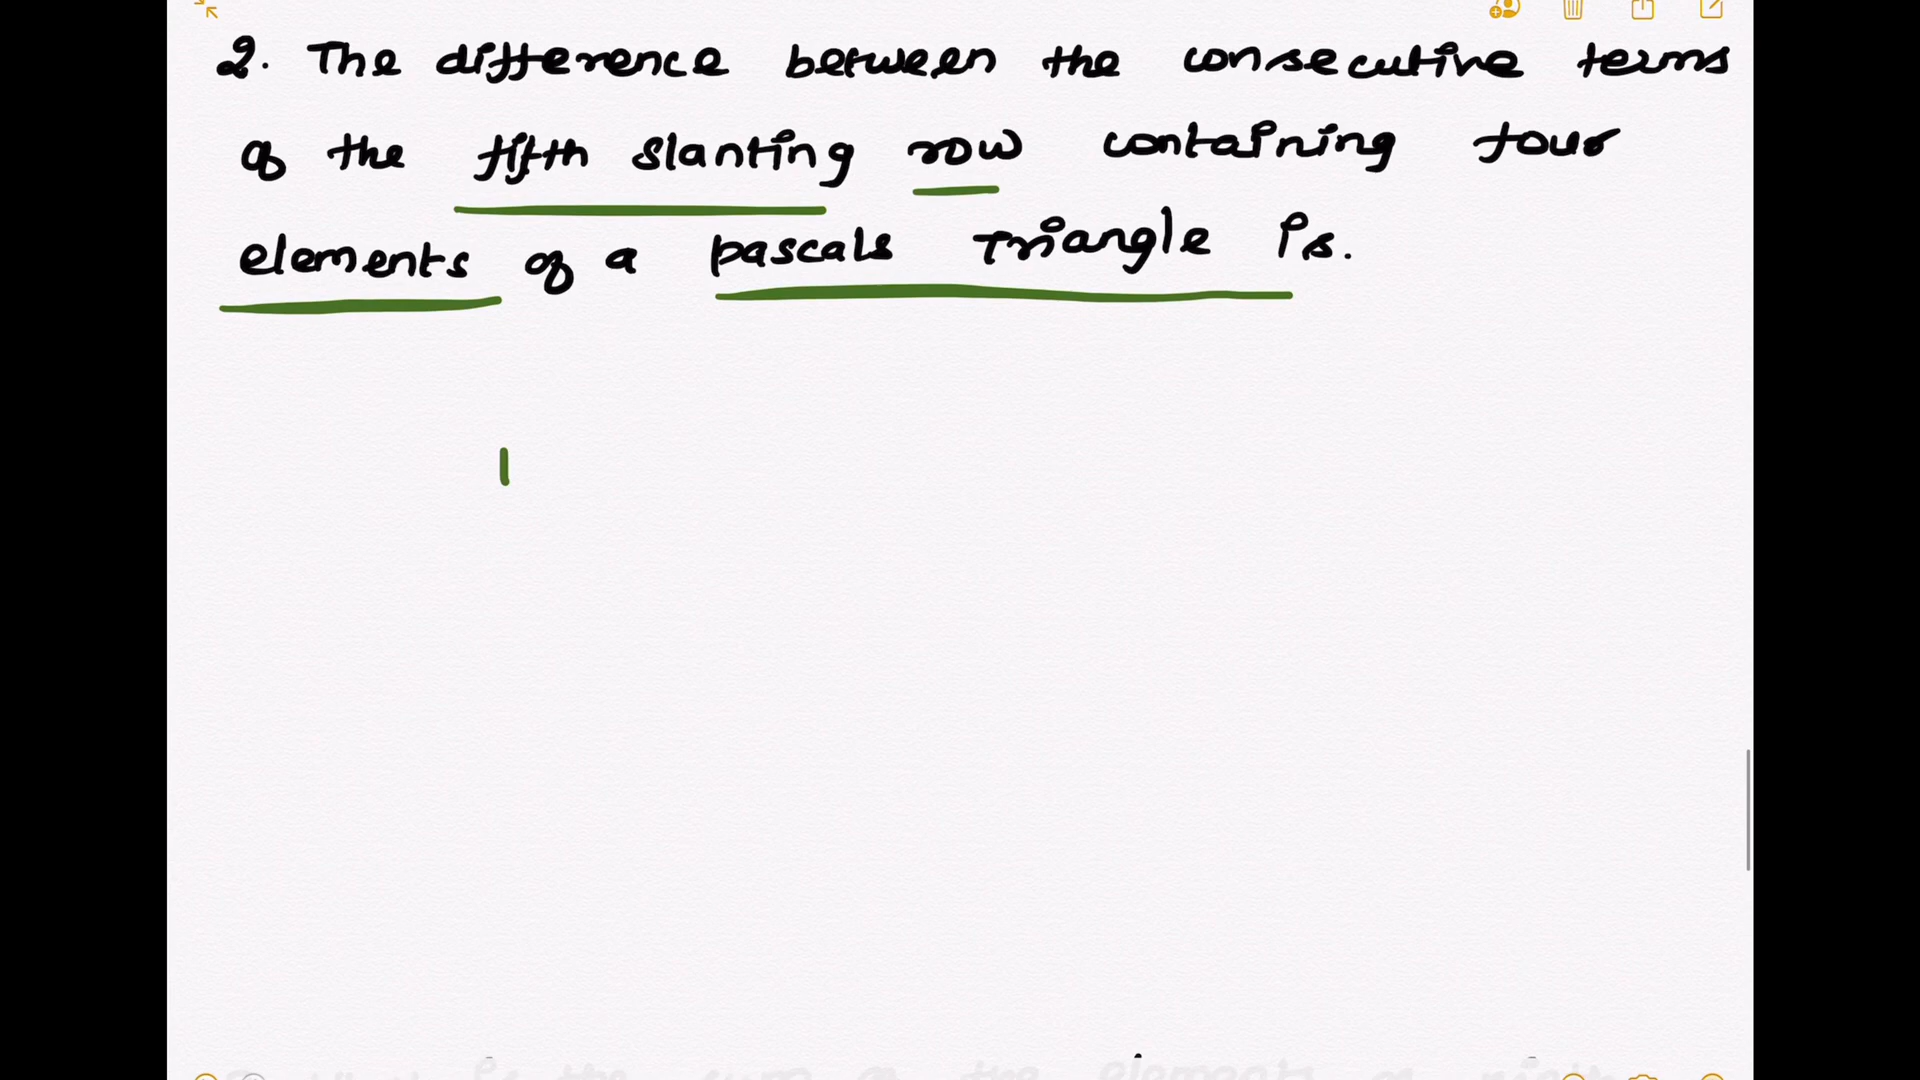 2. The difference between the consecutive terms
of the fifth slanting row containing four
elements of a pascals Triangle is.
1